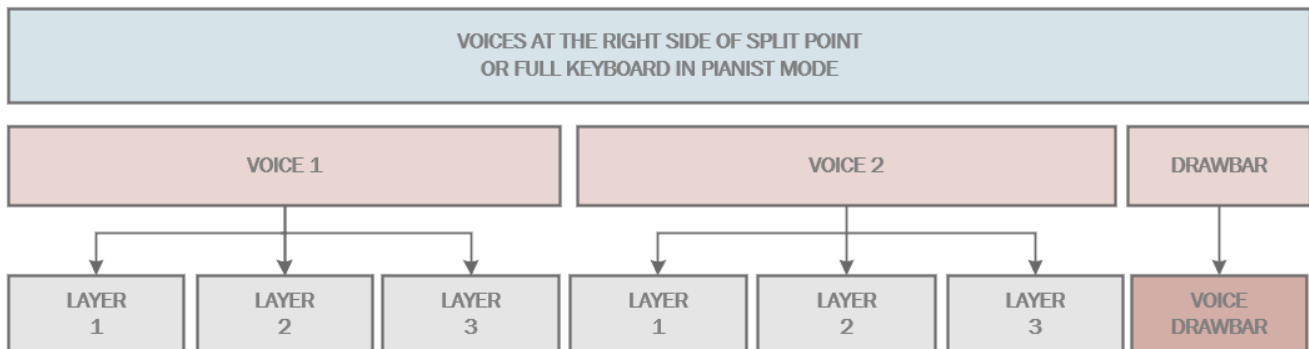 VOICES AT THE RIGHT SIDE OF SPLIT POINT
OR FULL KEYBOARD IN PIANIST MODE
VOICE 1
VOICE 2
DRAWBAR
LAYER
1
LAYER
2
LAYER
3
LAYER
1
LAYER
2
LAYER
3
VOICE
DRAWBAR